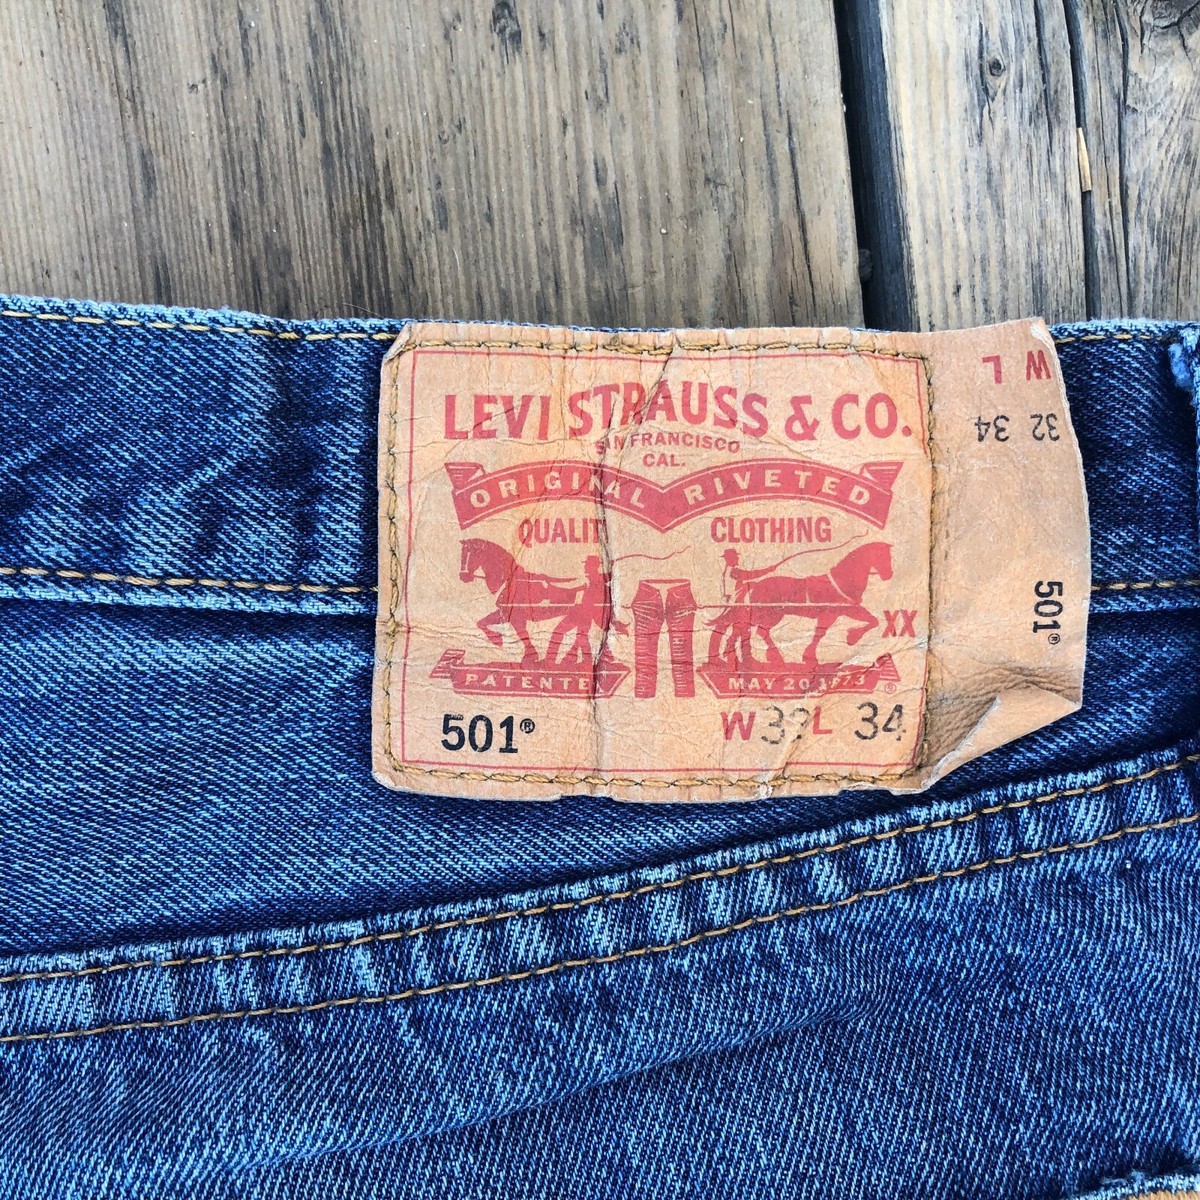 LEVI STRAUSS & CO.
SAN FRANCISCO
CAL.
ORIGINAL RIVETED
QUALITY CLOTHING
XX
PATENTED MAY 20 1873 ®
501® W 32 L 34
W L
32 34
501®